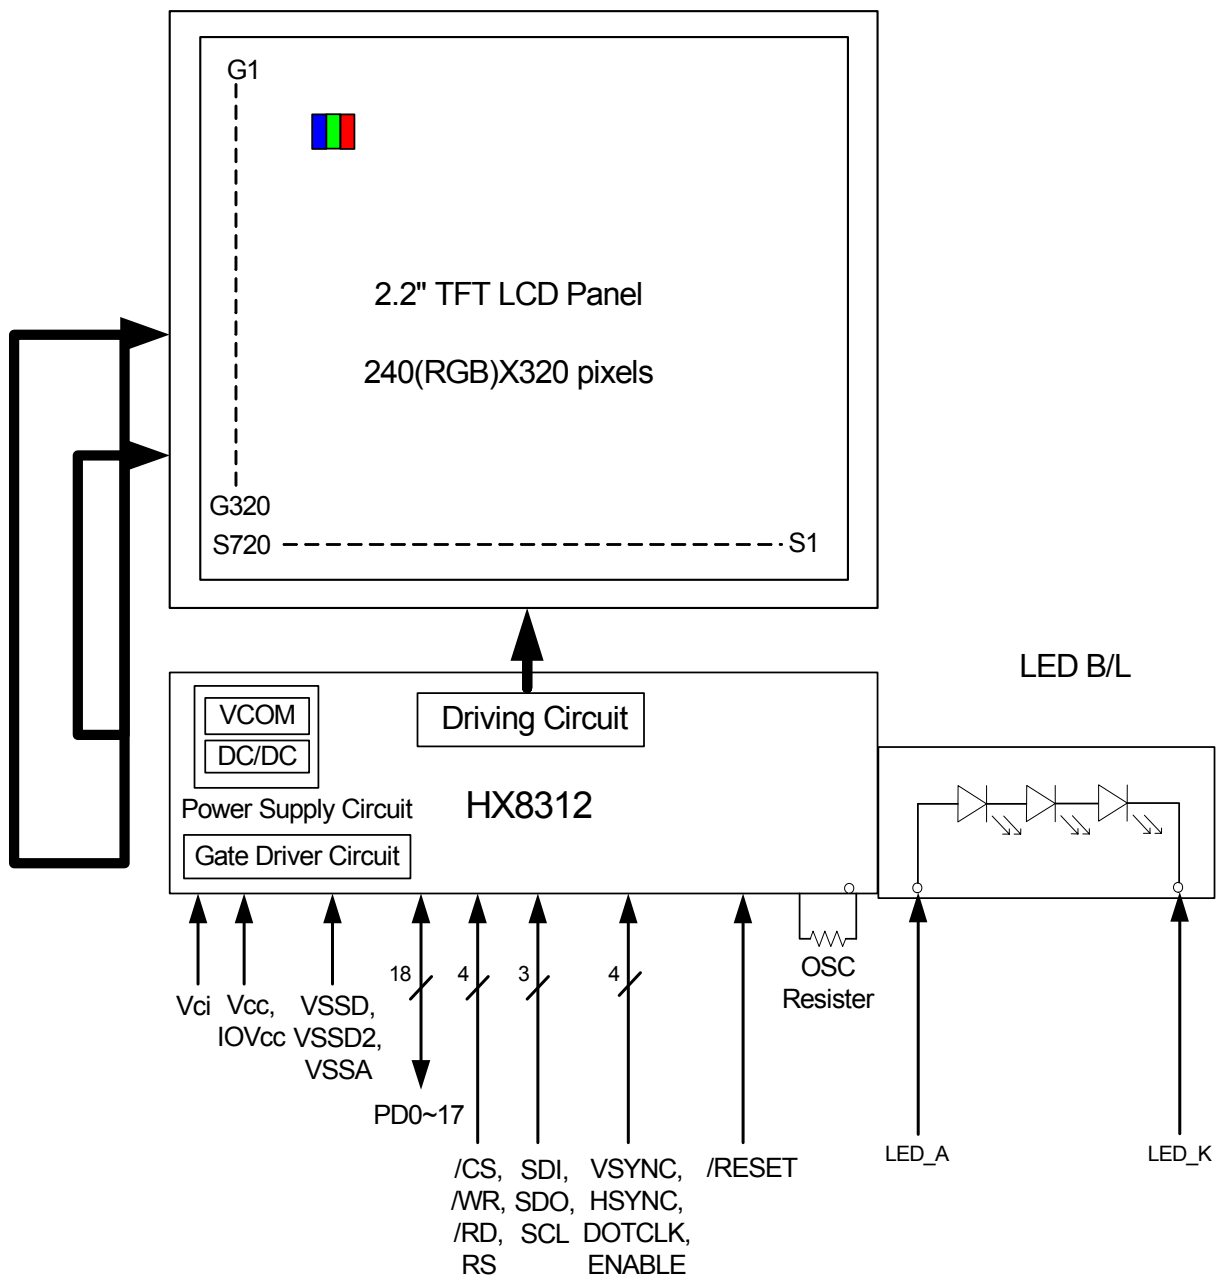 G1
2.2" TFT LCD Panel
240(RGB)X320 pixels
G320
S720
S1
LED B/L
VCOM
DC/DC
Power Supply Circuit
Gate Driver Circuit
Driving Circuit
HX8312
18
4
3
4
OSC
Resister
Vci
Vcc,
IOVcc
VSSD,
VSSD2,
VSSA
PD0~17
/CS,
/WR,
/RD,
RS
SDI,
SDO,
SCL
VSYNC,
HSYNC,
DOTCLK,
ENABLE
/RESET
LED_A
LED_K